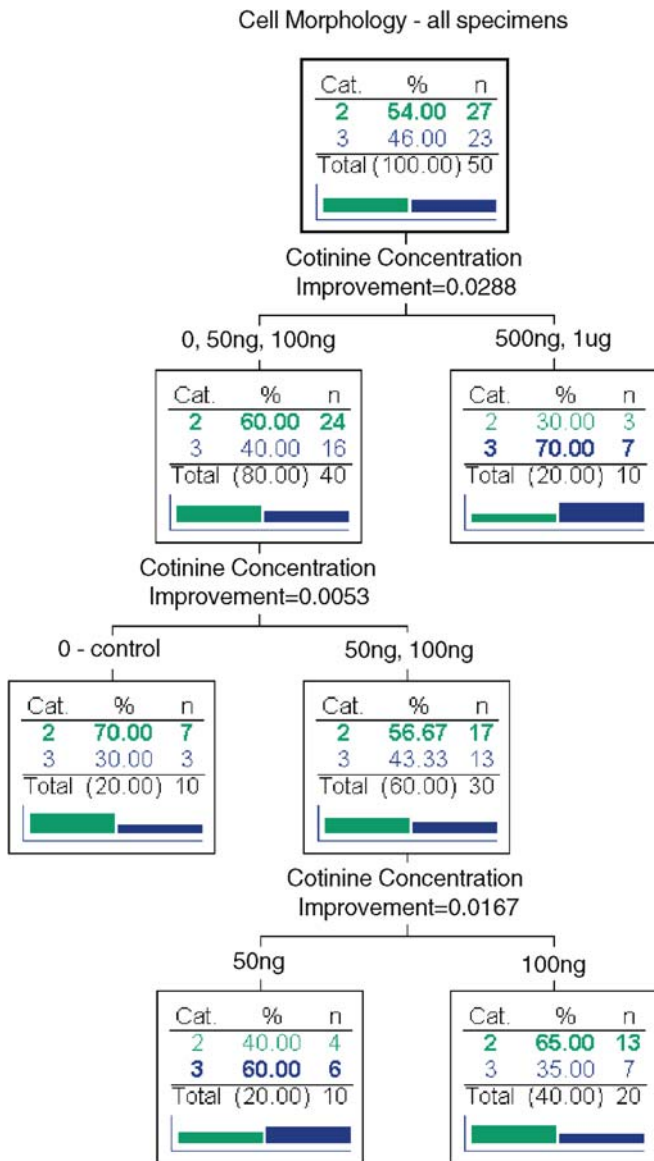 Cell Morphology - all specimens
Cat. % n
2 54.00 27
3 46.00 23
Total (100.00) 50
Cotinine Concentration
Improvement=0.0288
0, 50ng, 100ng
Cat. % n
2 60.00 24
3 40.00 16
Total (80.00) 40
500ng, 1ug
Cat. % n
2 30.00 3
3 70.00 7
Total (20.00) 10
Cotinine Concentration
Improvement=0.0053
0 - control
Cat. % n
2 70.00 7
3 30.00 3
Total (20.00) 10
50ng, 100ng
Cat. % n
2 56.67 17
3 43.33 13
Total (60.00) 30
Cotinine Concentration
Improvement=0.0167
50ng
Cat. % n
2 40.00 4
3 60.00 6
Total (20.00) 10
100ng
Cat. % n
2 65.00 13
3 35.00 7
Total (40.00) 20